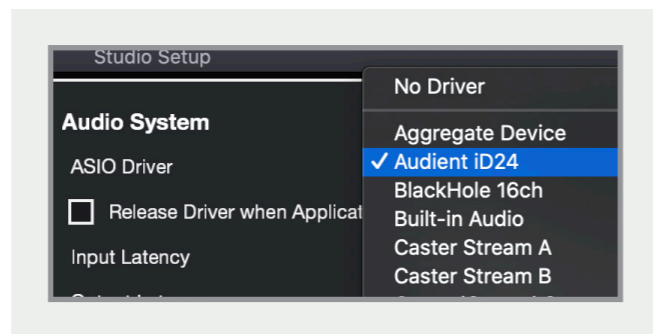 Studio Setup
No Driver
Audio System
Aggregate Device
ASIO Driver
✓ Audient iD24
BlackHole 16ch
Release Driver when Applicat
Built-in Audio
Input Latency
Caster Stream A
Caster Stream B